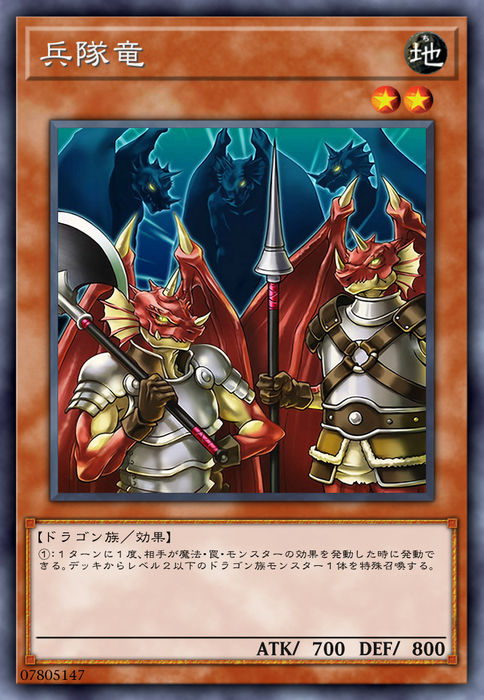 兵隊竜
ち
地
【ドラゴン族／効果】
①:１ターンに１度、相手が魔法・罠・モンスターの効果を発動した時に発動で
きる。デッキからレベル２以下のドラゴン族モンスター１体を特殊召喚する。
ATK/ 700 DEF/ 800
07805147